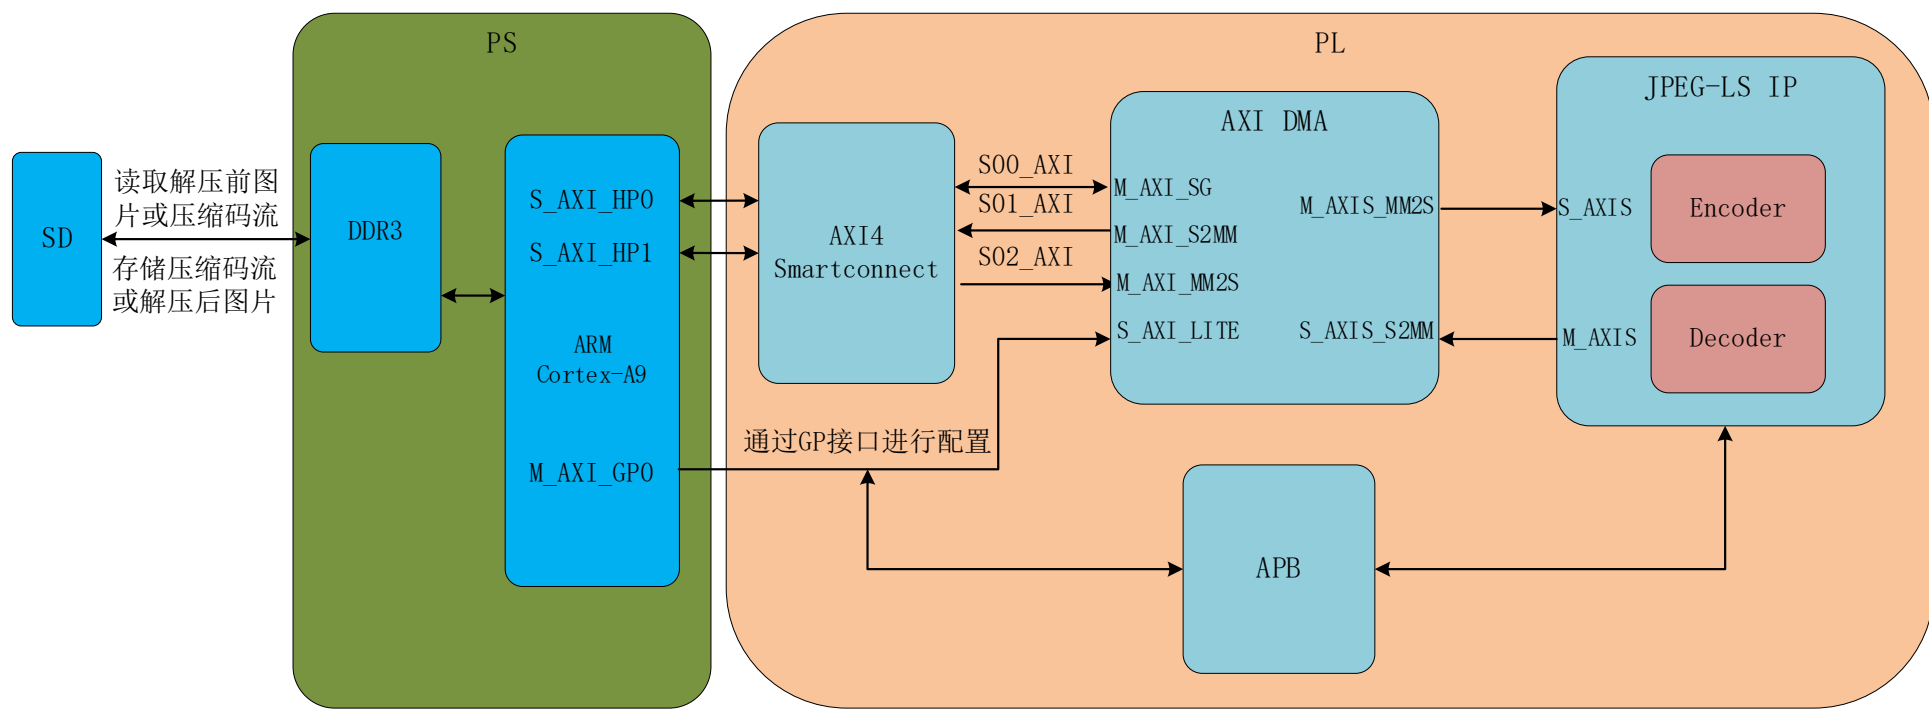 PS
PL
JPEG-LS IP
AXI DMA
SD
读取解压前图
片或压缩码流
存储压缩码流
或解压后图片
DDR3
S_AXI_HP0
S_AXI_HP1
ARM
Cortex-A9
M_AXI_GP0
AXI4
Smartconnect
S00_AXI
S01_AXI
S02_AXI
M_AXI_SG
M_AXI_S2MM
M_AXI_MM2S
S_AXI_LITE
M_AXIS_MM2S
S_AXIS_S2MM
S_AXIS
M_AXIS
Encoder
Decoder
通过GP接口进行配置
APB